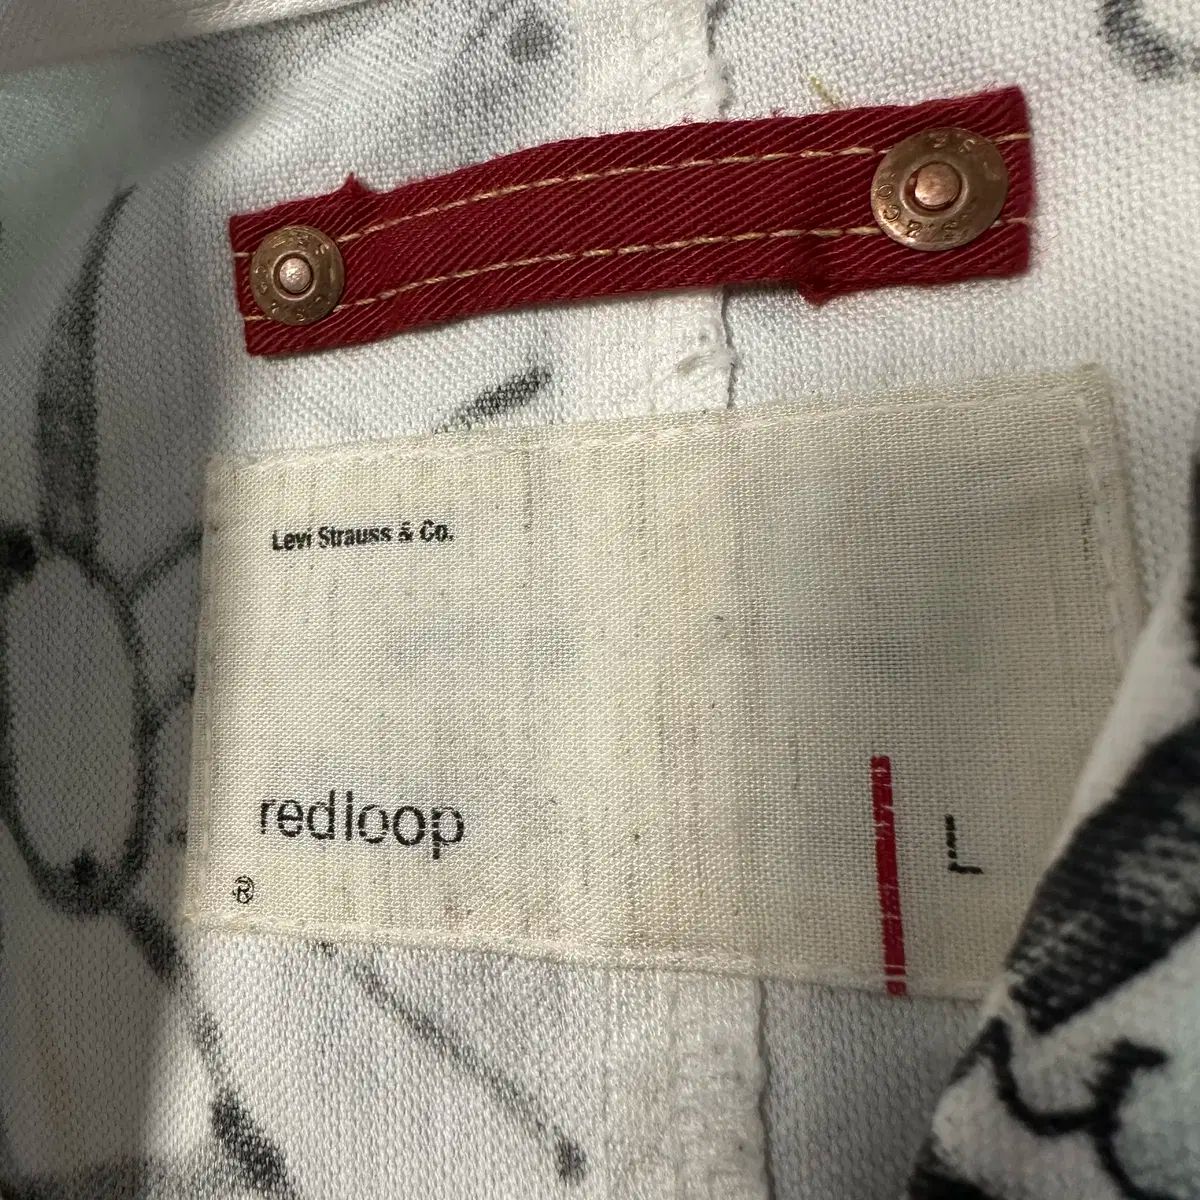 Levi Strauss & Co.
redloop
L
®